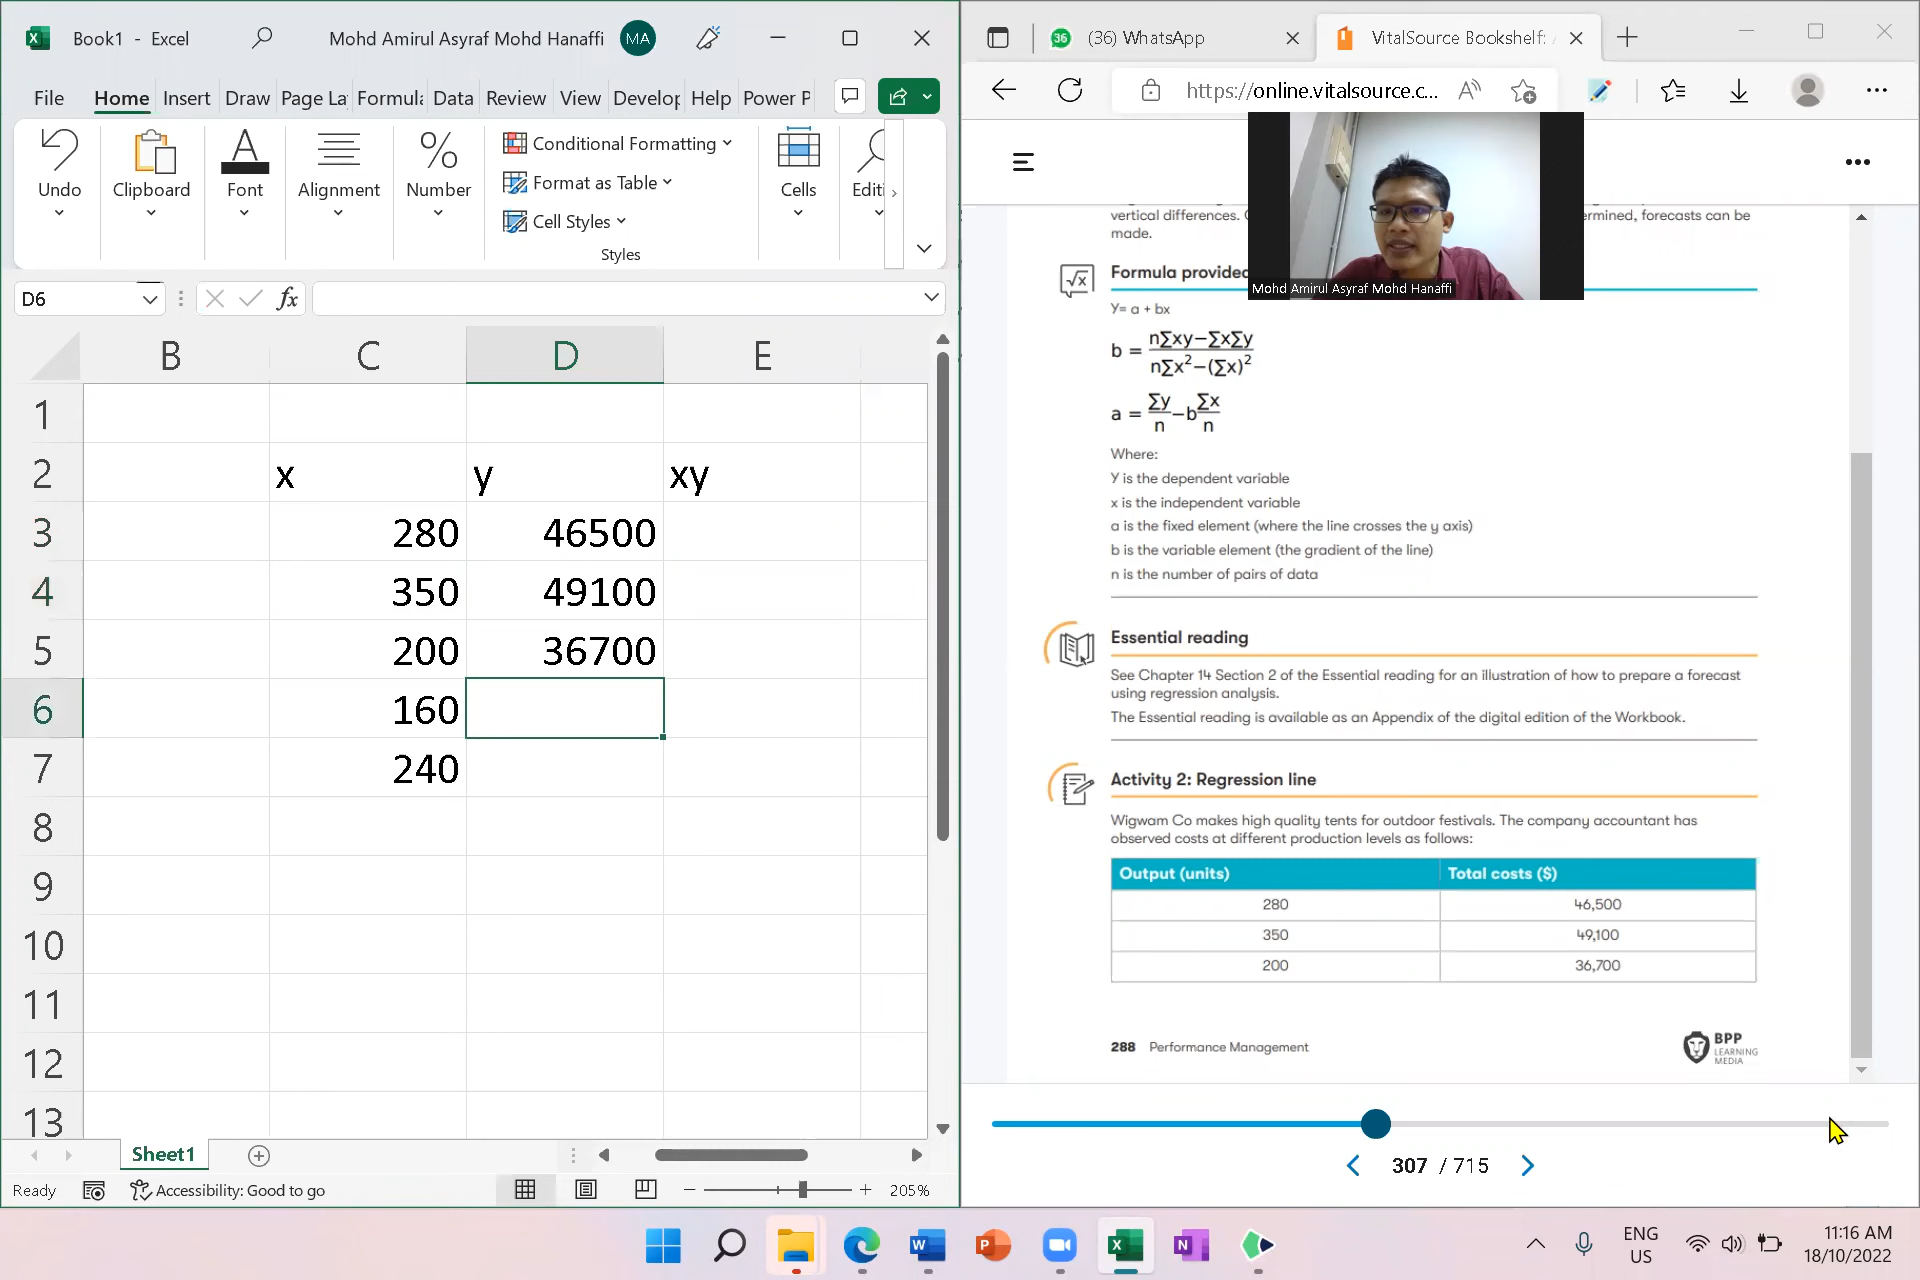 Book1 - Excel
Mohd Amirul Asyraf Mohd Hanaffi
MA
File Home Insert Draw Page La Formula Data Review View Develop Help Power P
Undo
Clipboard
Font
Alignment
%
Number
Conditional Formatting
Format as Table
Cell Styles
Styles
Cells
Editi
D6
fx
B C D E
1
2 x y xy
3 280 46500
4 350 49100
5 200 36700
6 160
7 240
8
9
10
11
12
13
Sheet1
Ready
Accessibility: Good to go
205%
36
(36) WhatsApp
VitalSource Bookshelf:
https://online.vitalsource.c...
vertical differences.
ermined, forecasts can be
made.
Mohd Amirul Asyraf Mohd Hanaffi
Formula provided
Y= a + bx
b = n∑xy−∑x∑y / n∑x²−(∑x)²
a = ∑y/n −b ∑x/n
Where:
Y is the dependent variable
x is the independent variable
a is the fixed element (where the line crosses the y axis)
b is the variable element (the gradient of the line)
n is the number of pairs of data
Essential reading
See Chapter 14 Section 2 of the Essential reading for an illustration of how to prepare a forecast
using regression analysis.
The Essential reading is available as an Appendix of the digital edition of the Workbook.
Activity 2: Regression line
Wigwam Co makes high quality tents for outdoor festivals. The company accountant has
observed costs at different production levels as follows:
Output (units) Total costs ($)
280 46,500
350 49,100
200 36,700
288 Performance Management
BPP
LEARNING
MEDIA
307 / 715
ENG
US
11:16 AM
18/10/2022